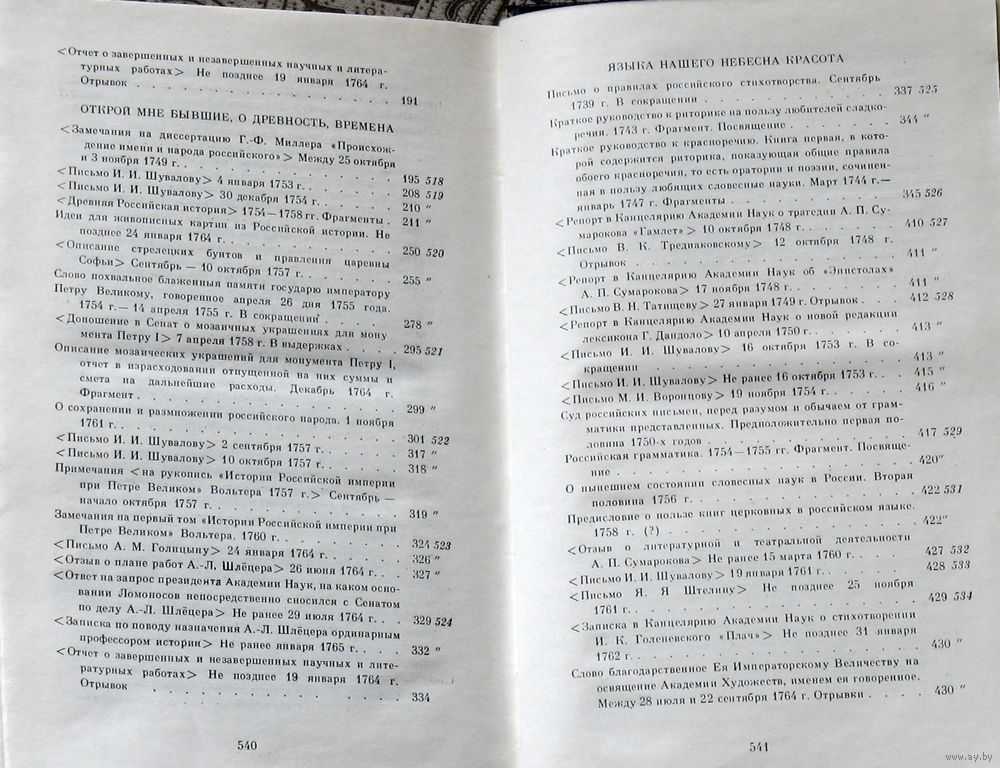 <Отчет о завершенных и незавершенных научных и литера-
турных работах> Не позднее 19 января 1764 г.
Отрывок . . . . . . . . . . . . . 191
ОТКРОЙ МНЕ БЫВШИЕ, О ДРЕВНОСТЬ, ВРЕМЕНА
<Замечания на диссертацию Г.-Ф. Миллера «Происхож-
дение имени и народа российского»> Между 25 октября
и 3 ноября 1749 г. . . . . . . . . . . . 195 518
<Письмо И. И. Шувалову> 4 января 1753 г. . . . . . 208 519
<Письмо И. И. Шувалову> 30 декабря 1754 г. . . . . 210 "
<Древняя Российская история> 1754—1758 гг. Фрагменты . 211 "
Идеи для живописных картин из Российской истории. Не
позднее 24 января 1764 г. . . . . . . . . . 250 520
<Описание стрелецких бунтов и правления царевны
Софьи> Сентябрь — 10 октября 1757 г. . . . . . 255 "
Слово похвальное блаженныя памяти государю императору
Петру Великому, говоренное апреля 26 дня 1755 года.
1754 г.— 14 апреля 1755 г. В сокращении . . . . 278 "
<Доношение в Сенат о мозаичных украшениях для мону
мента Петру I> 7 апреля 1758 г. В выдержках . . . . 295 521
Описание мозаических украшений для монумента Петру I,
отчет в израсходовании отпущенной на них суммы и
смета на дальнейшие расходы. Декабрь 1764 г.
Фрагмент . . . . . . . . . . . . . 299 "
О сохранении и размножении российского народа. 1 ноября
1761 г. . . . . . . . . . . . . . 301 522
<Письмо И. И. Шувалову> 2 сентября 1757 г. . . . . 317 "
<Письмо И. И. Шувалову> 10 октября 1757 г. . . . . 318 "
Примечания <на рукопись «Истории Российской империи
при Петре Великом» Вольтера 1757 г.> Сентябрь —
начало октября 1757 г. . . . . . . . . . 319 "
Замечания на первый том «Истории Российской империи при
Петре Великом» Вольтера. 1760 г. . . . . . . . 324 523
<Письмо А. М. Голицыну> 24 января 1764 г. . . . . . 326 "
<Отзыв о плане работ А.-Л. Шлёцера> 26 июня 1764 г. . . 327 "
<Ответ на запрос президента Академии Наук, на каком осно-
вании Ломоносов непосредственно сносился с Сенатом
по делу А.-Л. Шлёцера> Не ранее 29 июля 1764 г. . . 329 524
<Записка по поводу назначения А.-Л. Шлёцера ординарным
профессором истории> Не ранее января 1765 г. . . . 332 "
<Отчет о завершенных и незавершенных научных и лите-
ратурных работах> Не позднее 19 января 1764 г.
Отрывок . . . . . . . . . . . . . 334
540
ЯЗЫКА НАШЕГО НЕБЕСНА КРАСОТА
Письмо о правилах российского стихотворства. Сентябрь
1739 г. В сокращении . . . . . . . . . . 337 525
Краткое руководство к риторике на пользу любителей сладко-
речия. 1743 г. Фрагмент. Посвящение . . . . . . 344 "
Краткое руководство к красноречию. Книга первая, в кото-
рой содержится риторика, показующая общие правила
обоего красноречия, то есть оратории и поэзии, сочинен-
ная в пользу любящих словесные науки. Март 1744 г.—
январь 1747 г. Фрагменты . . . . . . . . . 345 526
<Репорт в Канцелярию Академии Наук о трагедии А. П. Су-
марокова «Гамлет»> 10 октября 1748 г. . . . . . 410 527
<Письмо В. К. Тредиаковскому> 12 октября 1748 г.
Отрывок . . . . . . . . . . . . . 411 "
<Репорт в Канцелярию Академии Наук об «Эпистолах»
А. П. Сумарокова> 17 ноября 1748 г. . . . . . . 411 "
<Письмо В. Н. Татищеву> 27 января 1749 г. Отрывок . . . 412 528
<Репорт в Канцелярию Академии Наук о новой редакции
лексикона Г. Дандоло> 10 апреля 1750 г. . . . . . 413 "
<Письмо И. И. Шувалову> 16 октября 1753 г. В со-
кращении . . . . . . . . . . . . . 413 "
<Письмо И. И. Шувалову> Не ранее 16 октября 1753 г. . . 415 "
<Письмо М. И. Воронцову> 19 ноября 1754 г. . . . . 416 "
Суд российских письмен, перед разумом и обычаем от грам-
матики представленных. Предположительно первая по-
ловина 1750-х годов . . . . . . . . . . 417 529
Российская грамматика. 1754—1755 гг. Фрагмент. Посвяще-
ние . . . . . . . . . . . . . . 420"
О нынешнем состоянии словесных наук в России. Вторая
половина 1756 г. . . . . . . . . . . . 422 531
Предисловие о пользе книг церковных в российском языке.
1758 г. (?) . . . . . . . . . . . . . 422"
<Отзыв о литературной и театральной деятельности
А. П. Сумарокова> Не ранее 15 марта 1760 г. . . . 427 532
<Письмо И. И. Шувалову> 19 января 1761 г. . . . . 428 533
<Письмо Я. Я Штелину> Не позднее 25 ноября
1761 г. . . . . . . . . . . . . . 429 534
<Записка в Канцелярию Академии Наук о стихотворении
И. К. Голеневского «Плач»> Не позднее 31 января
1762 г. . . . . . . . . . . . . . 430 "
Слово благодарственное Ея Императорскому Величеству на
освящение Академии Художеств, именем ея говоренное,
Между 28 июля и 22 сентября 1764 г. Отрывки . . . . 430 "
541
www.ay.by